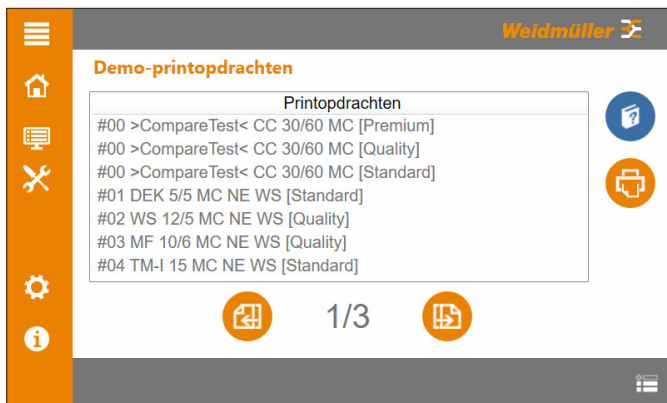 Weidmüller
Demo-printopdrachten
Printopdrachten
#00 >CompareTest< CC 30/60 MC [Premium]
#00 >CompareTest< CC 30/60 MC [Quality]
#00 >CompareTest< CC 30/60 MC [Standard]
#01 DEK 5/5 MC NE WS [Standard]
#02 WS 12/5 MC NE WS [Quality]
#03 MF 10/6 MC NE WS [Quality]
#04 TM-I 15 MC NE WS [Standard]
1/3